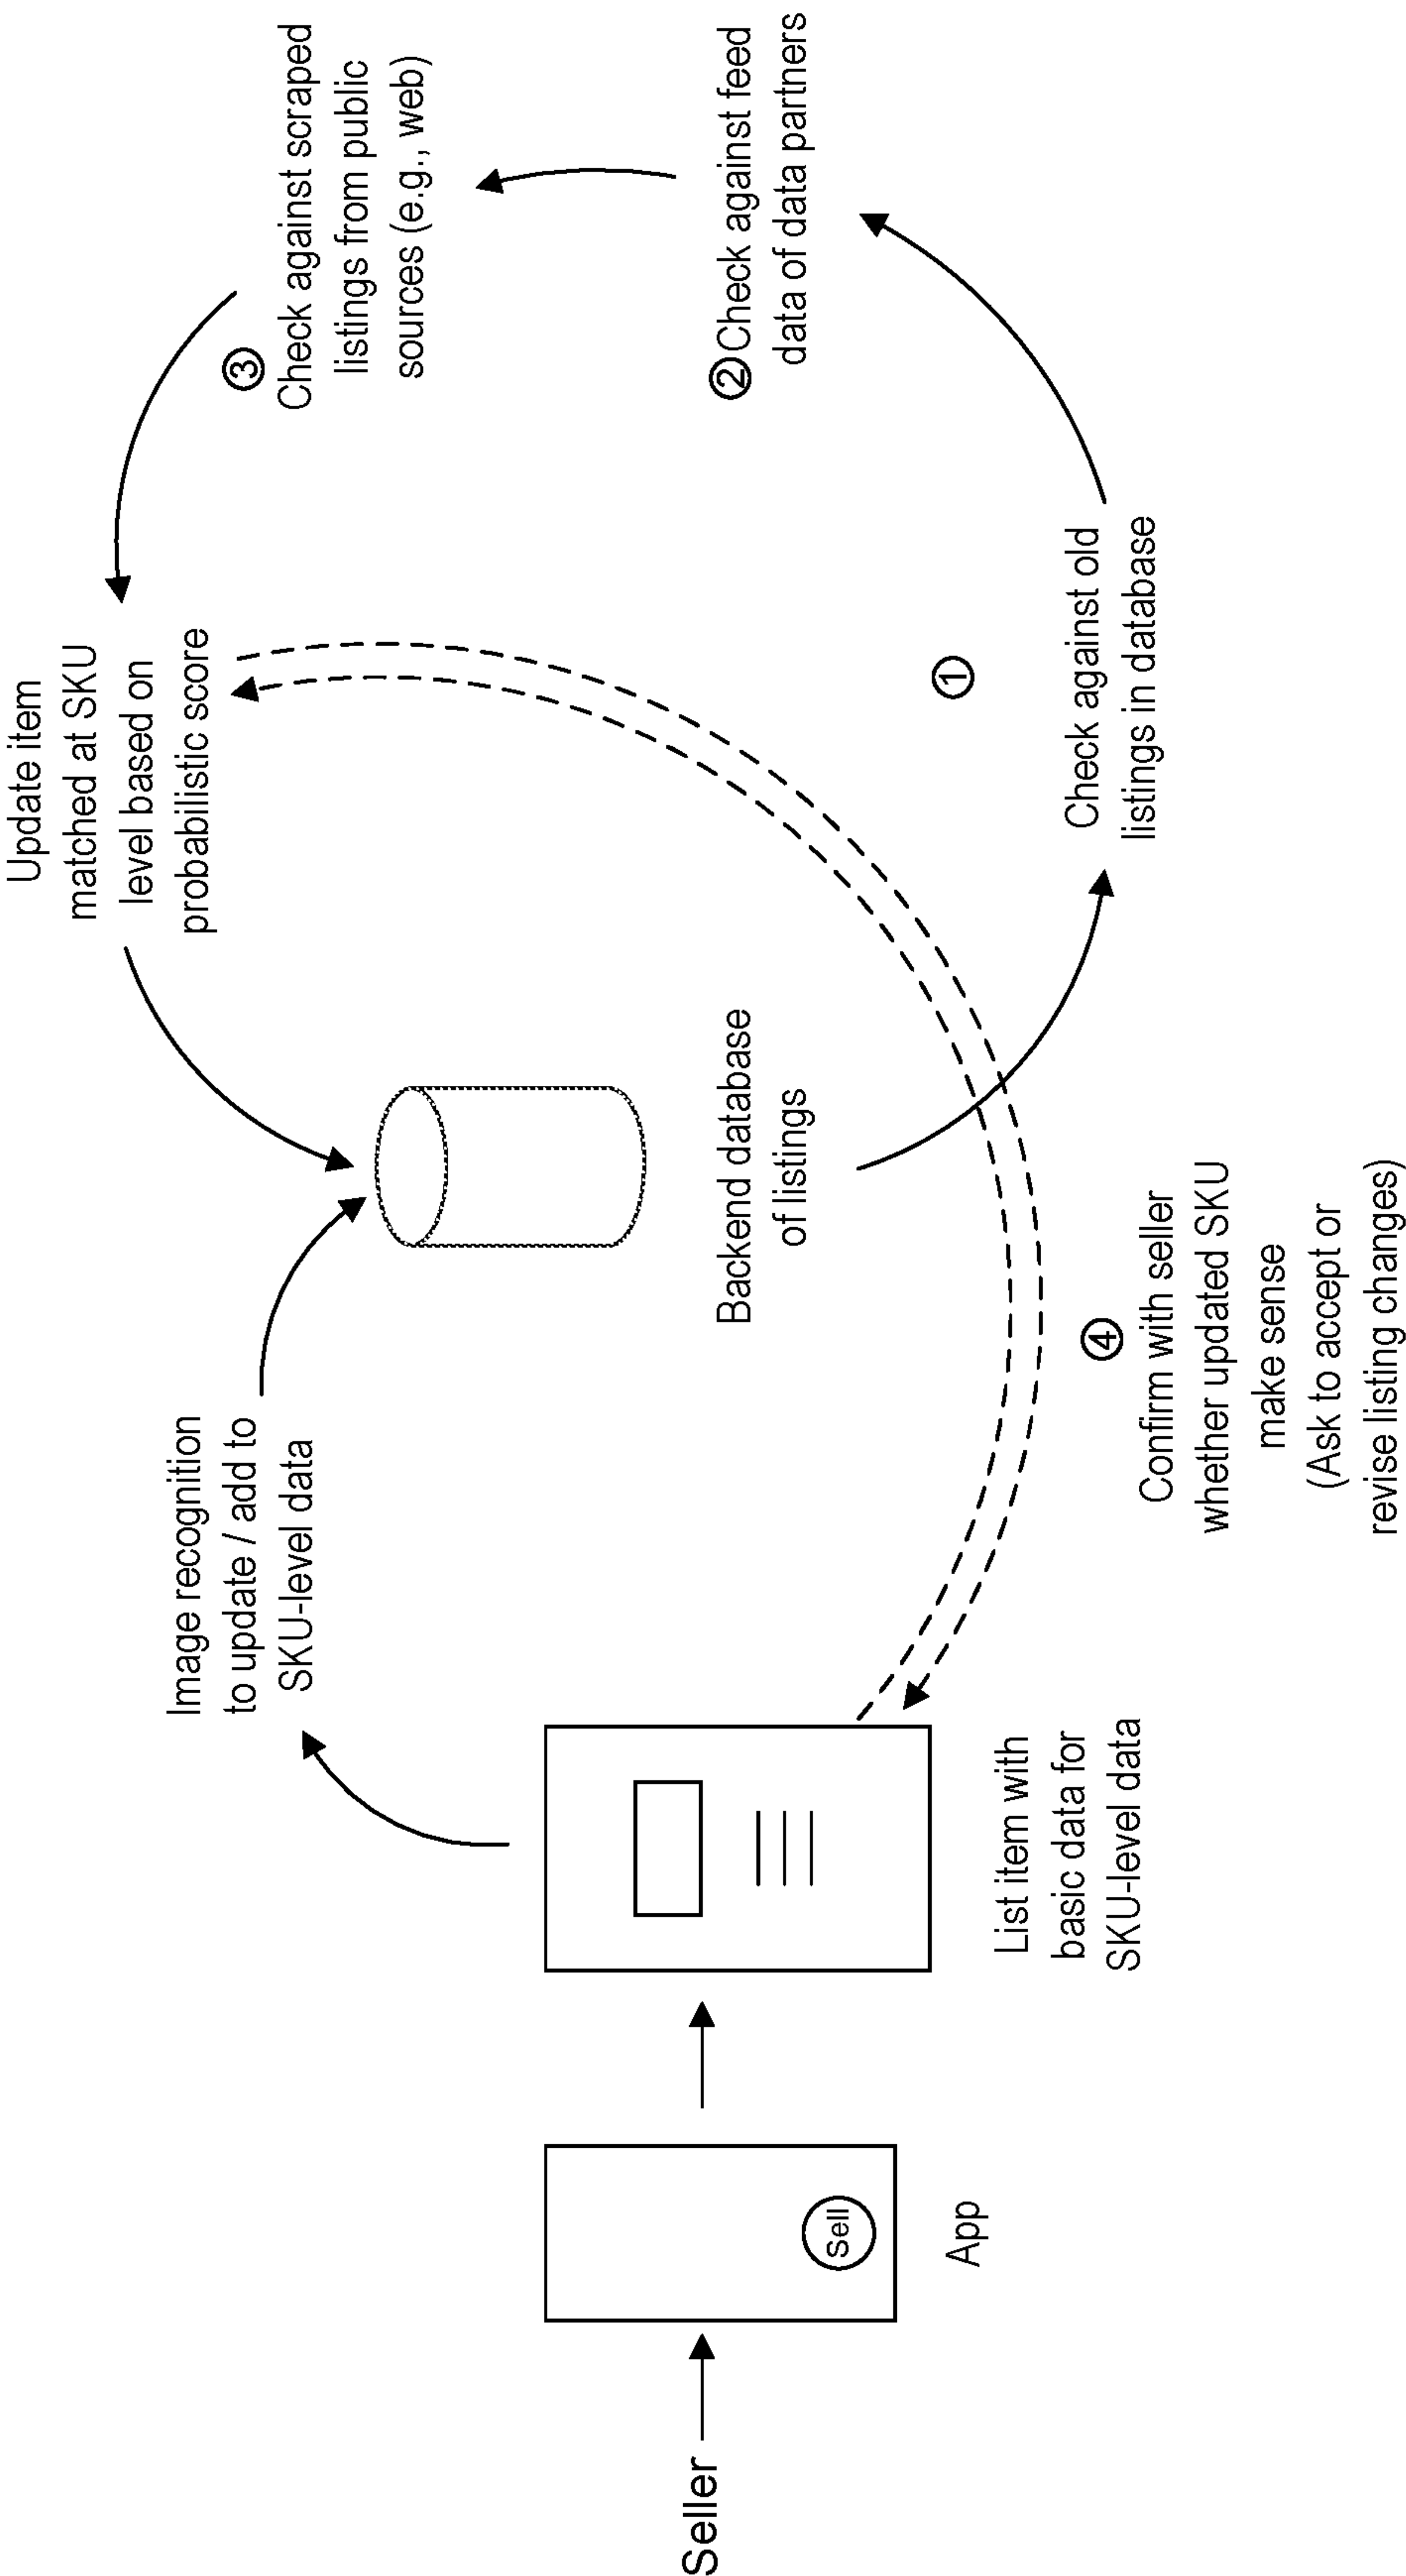 Seller
Sell
App
List item with
basic data for
SKU-level data
Image recognition
to update / add to
SKU-level data
Backend database
of listings
①
Check against old
listings in database
②Check against feed
data of data partners
③
Check against scraped
listings from public
sources (e.g., web)
Update item
matched at SKU
level based on
probabilistic score
④
Confirm with seller
whether updated SKU
make sense
(Ask to accept or
revise listing changes)